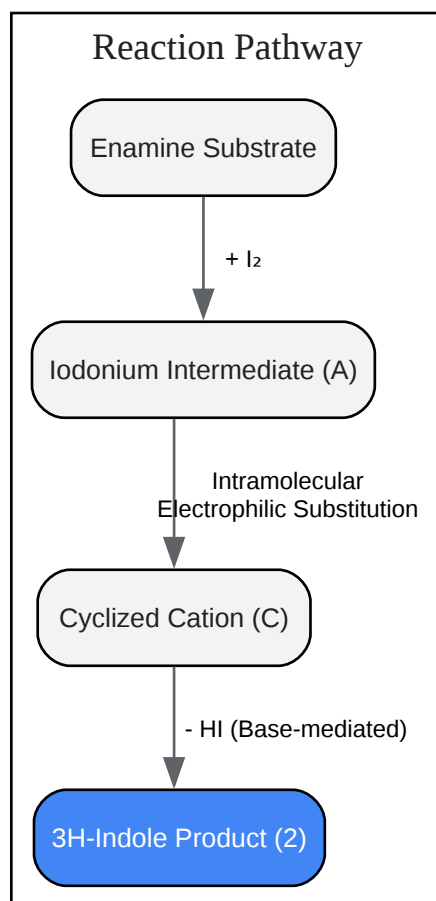 Reaction Pathway
Enamine Substrate
+ I₂
Iodonium Intermediate (A)
Intramolecular
Electrophilic Substitution
Cyclized Cation (C)
- HI (Base-mediated)
3H-Indole Product (2)